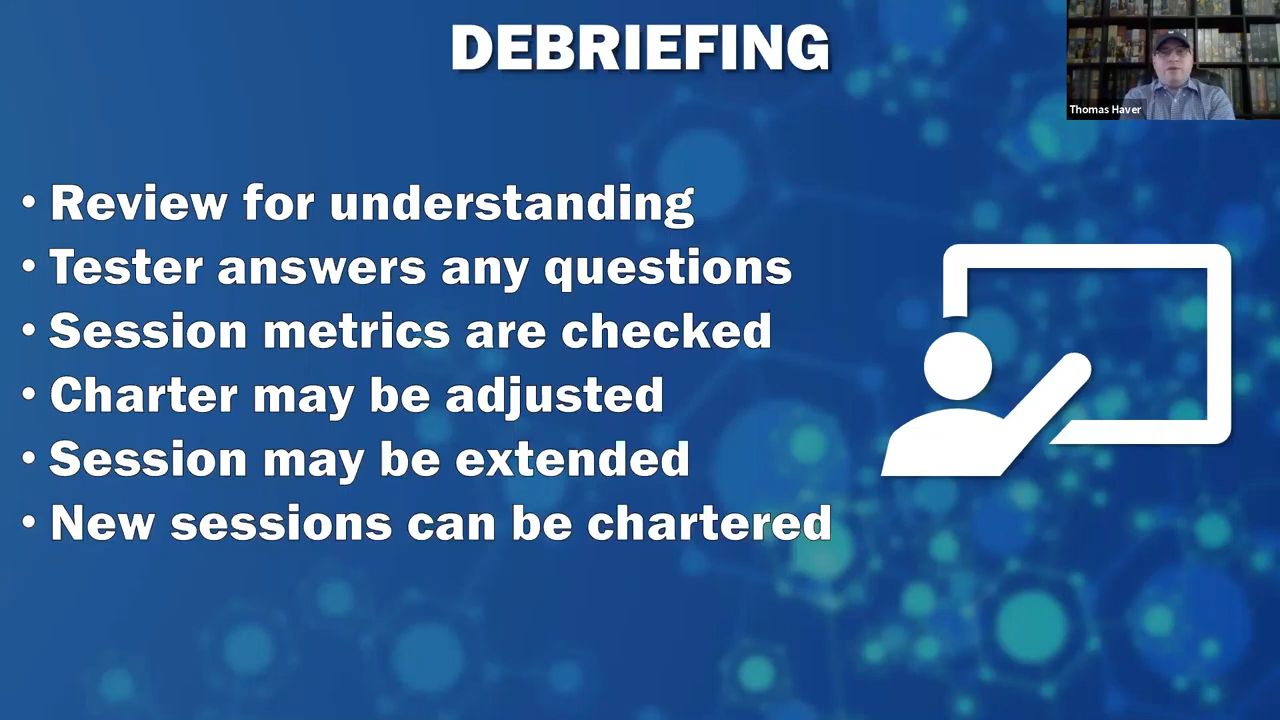 DEBRIEFING
Thomas Haver
• Review for understanding
• Tester answers any questions
• Session metrics are checked
• Charter may be adjusted
• Session may be extended
• New sessions can be chartered